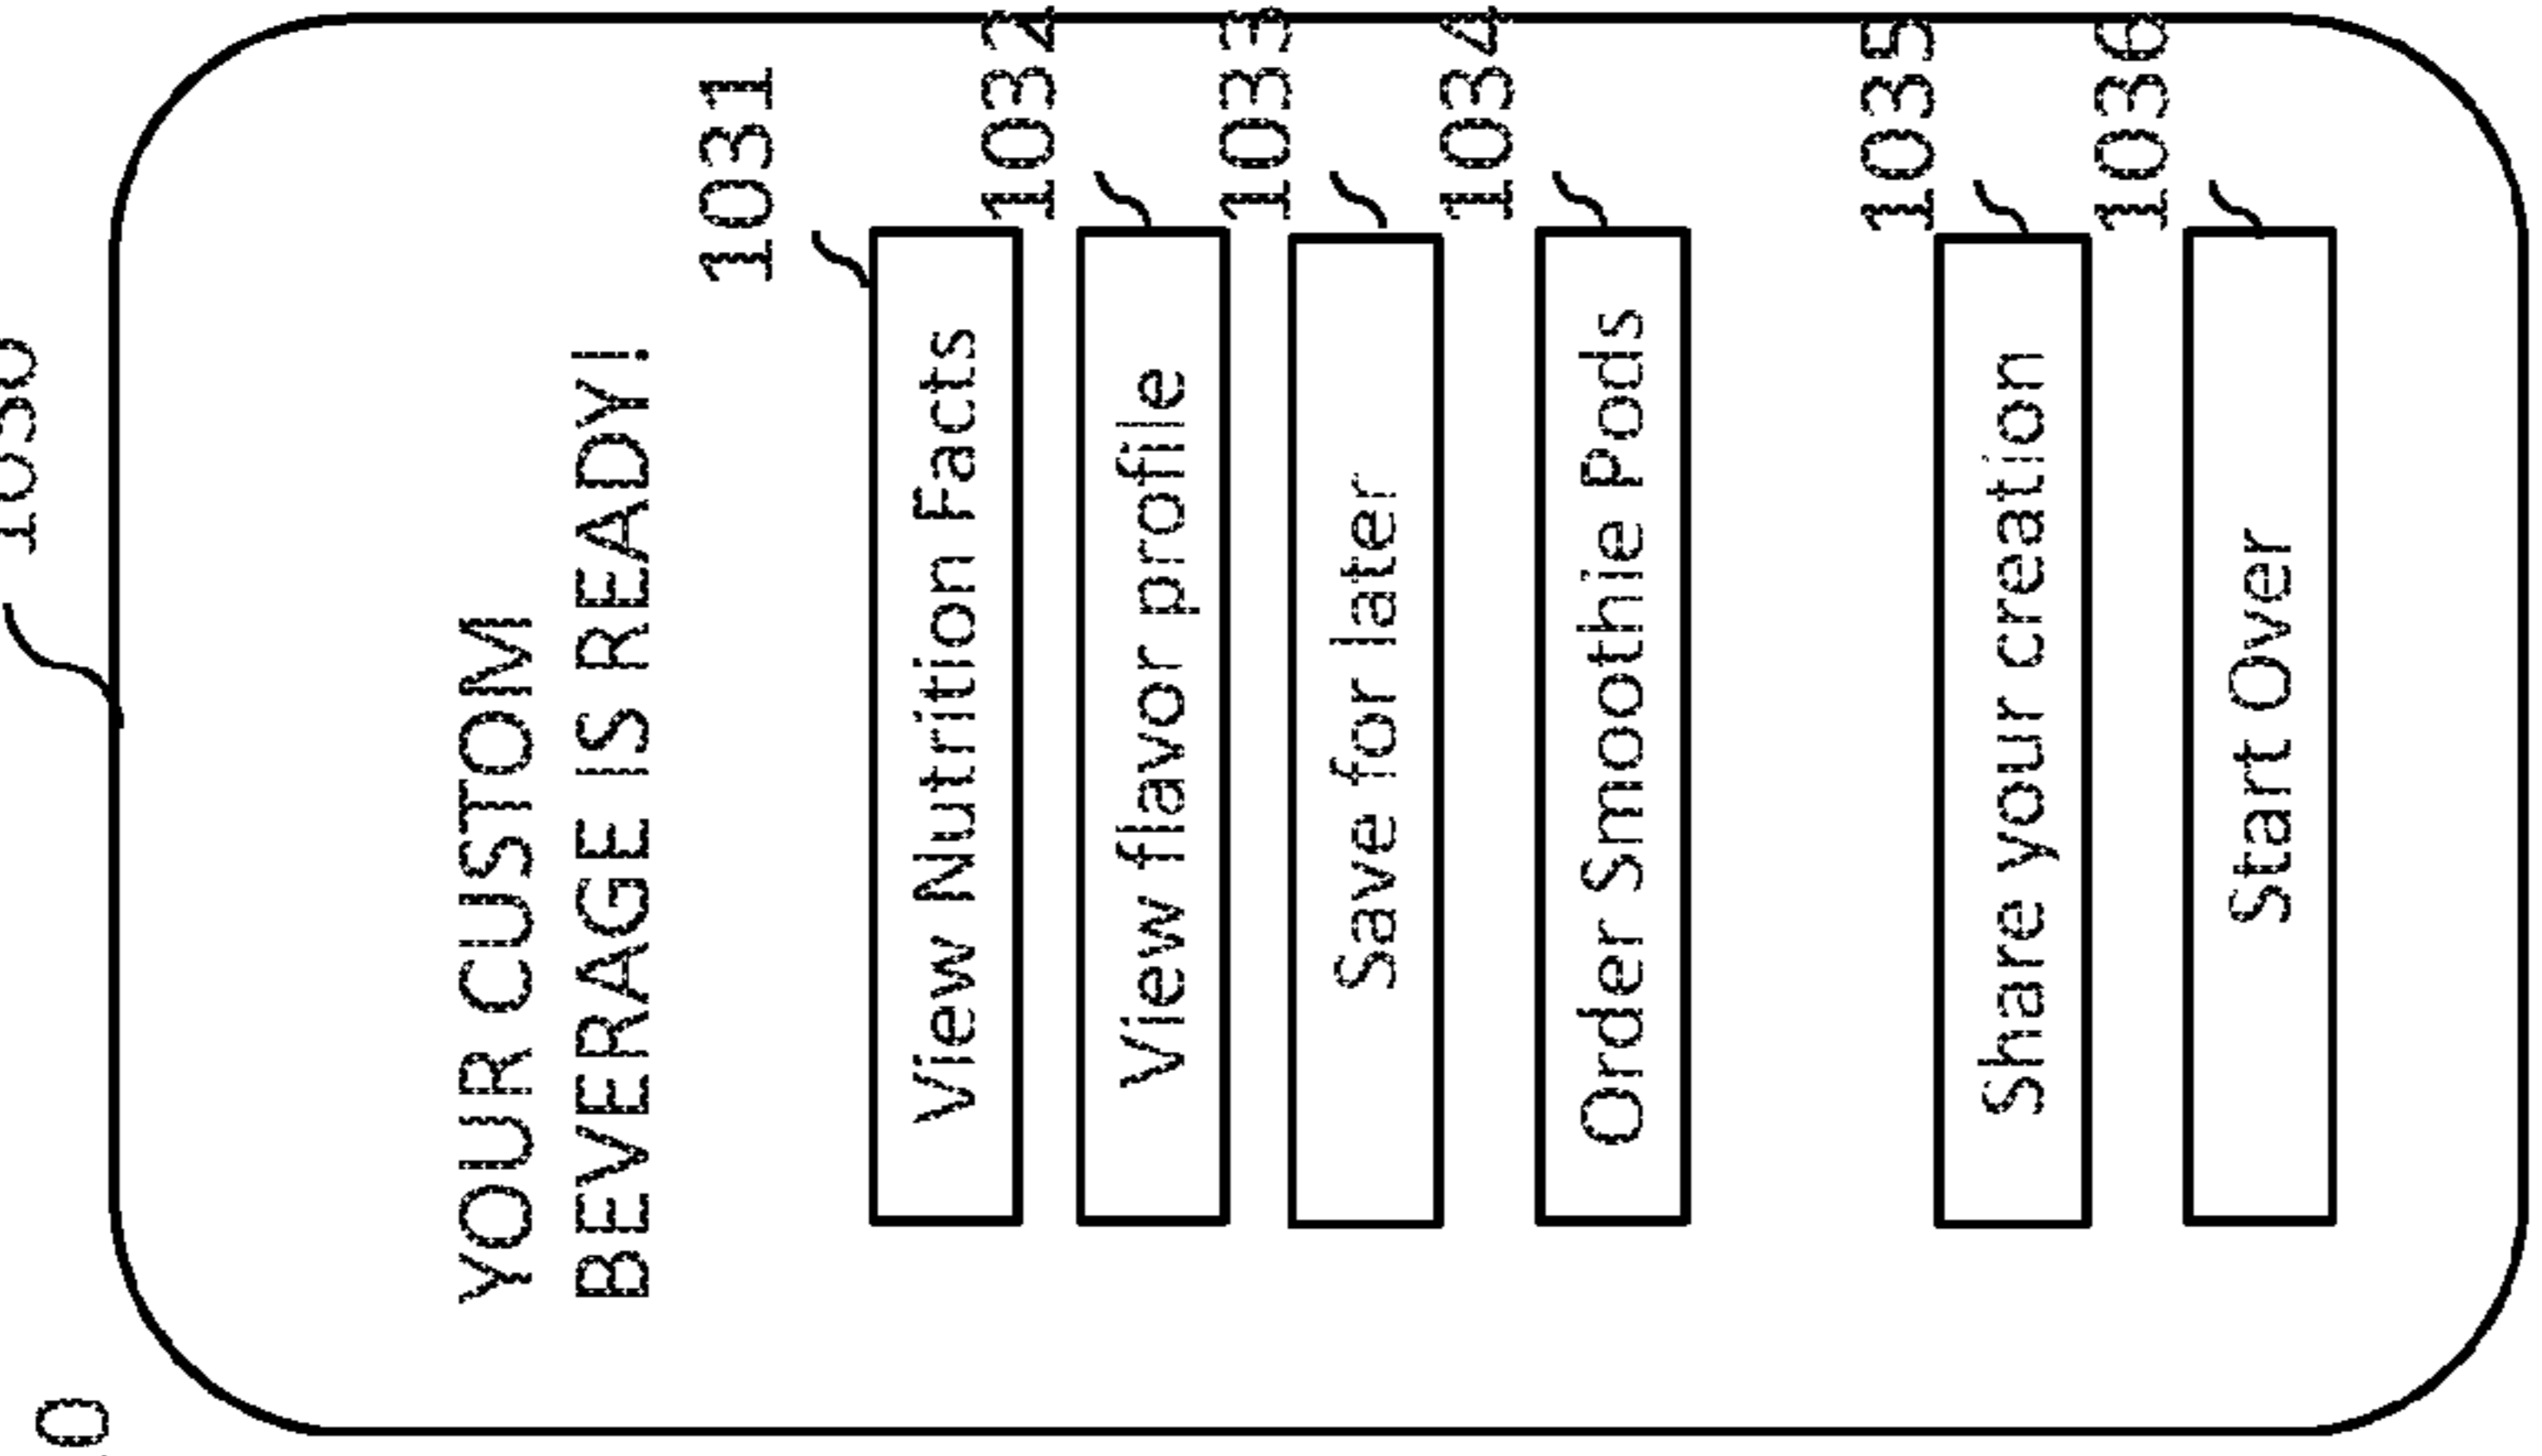 YOUR CUSTOM
BEVERAGE IS READY!
1031
View Nutrition Facts
1032
View flavor profile
1033
Save for later
1034
Order Smoothie Pods
1035
Share your creation
1036
Start Over